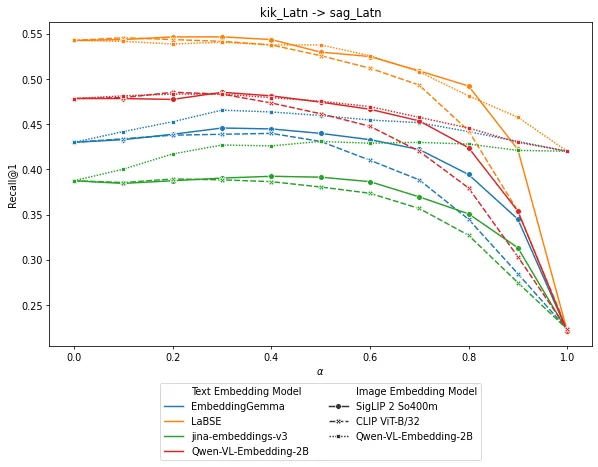 kik_Latn -> sag_Latn
0.55
0.50
0.45
0.40
0.35
0.30
0.25
Recall@1
0.0 0.2 0.4 0.6 0.8 1.0
α
Text Embedding Model Image Embedding Model
EmbeddingGemma SigLIP 2 So400m
LaBSE CLIP ViT-B/32
jina-embeddings-v3 Qwen-VL-Embedding-2B
Qwen-VL-Embedding-2B